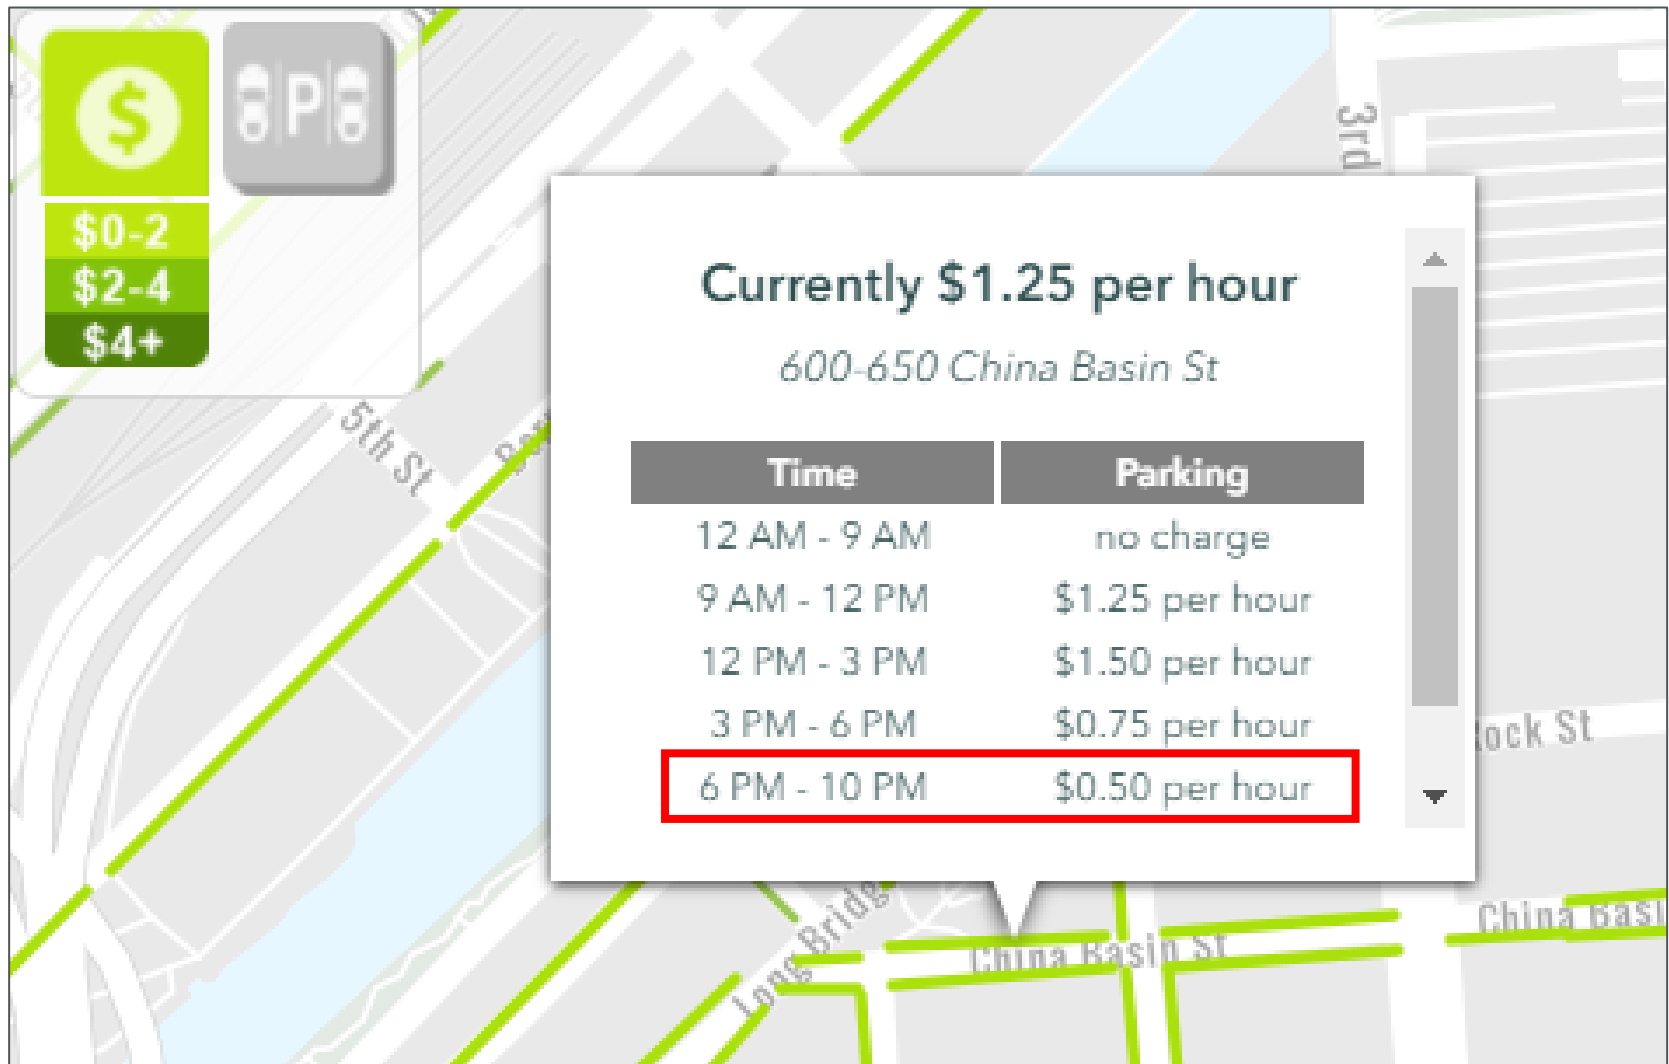 $
P
$0-2
$2-4
$4+
3rd
5th St
Currently $1.25 per hour
600-650 China Basin St
Time Parking
12 AM - 9 AM no charge
9 AM - 12 PM $1.25 per hour
12 PM - 3 PM $1.50 per hour
3 PM - 6 PM $0.75 per hour
6 PM - 10 PM $0.50 per hour
ock St
Long Bridge
China Basin St
China Basi